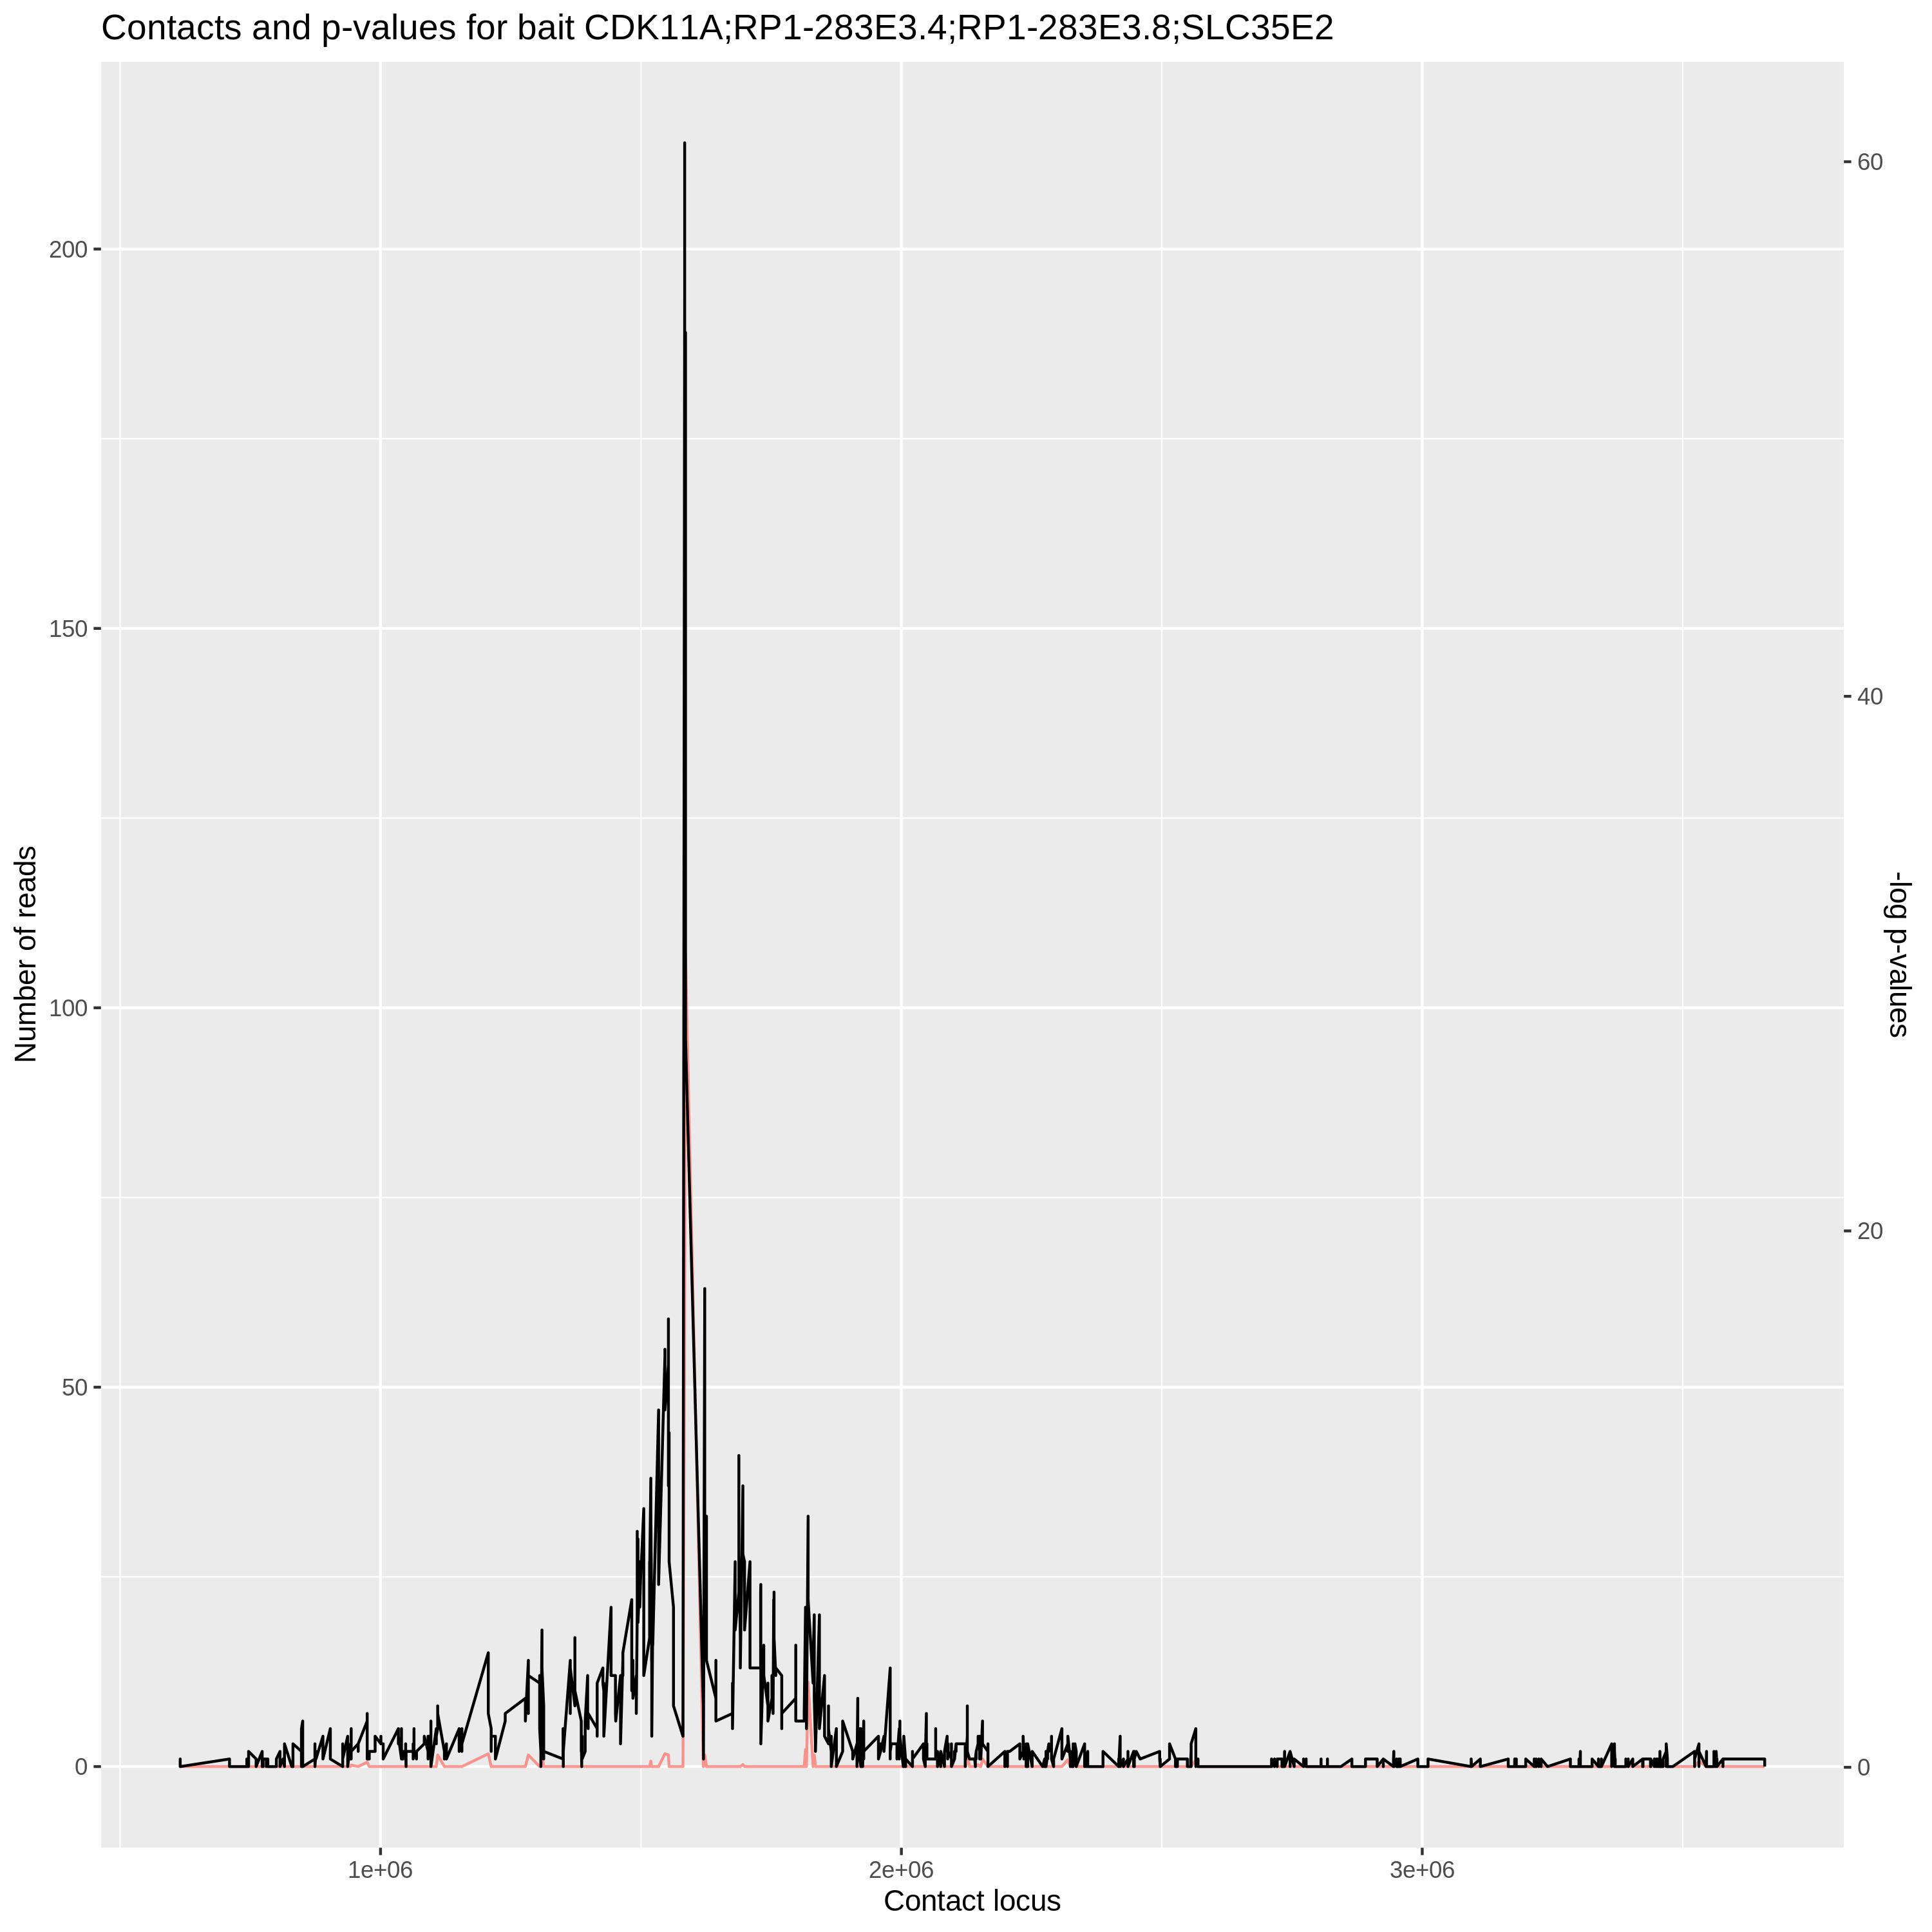 Contacts and p-values for bait CDK11A;RP1-283E3.4;RP1-283E3.8;SLC35E2
200
150
100
50
0
Number of reads
60
40
20
0
-log p-values
1e+06 2e+06 3e+06
Contact locus